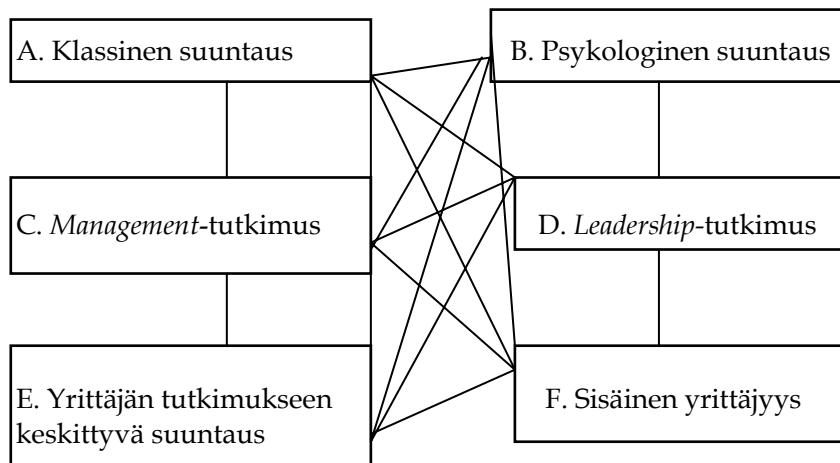 A. Klassinen suuntaus
B. Psykologinen suuntaus
C. Management-tutkimus
D. Leadership-tutkimus
E. Yrittäjän tutkimukseen
keskittyvä suuntaus
F. Sisäinen yrittäjyys